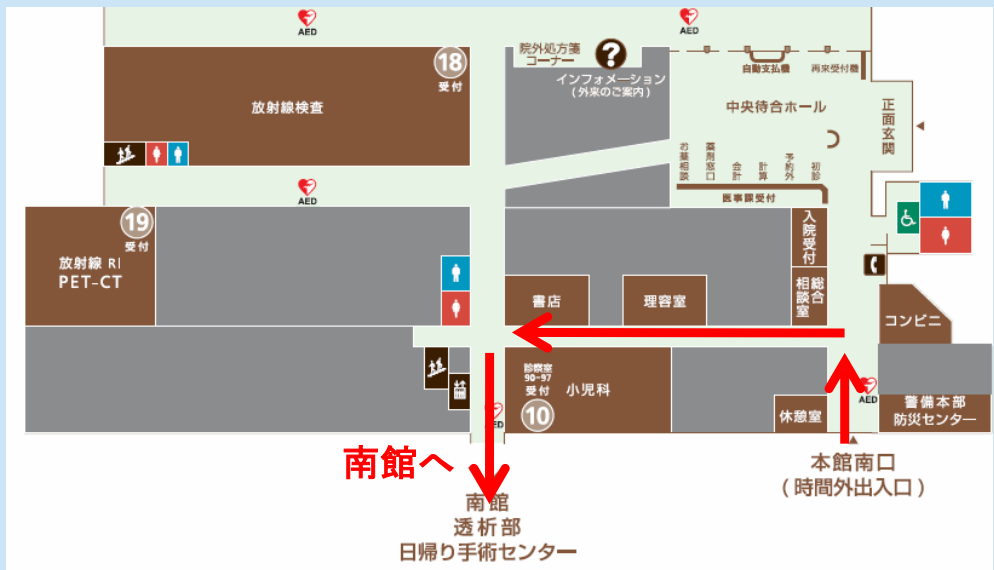 AED
AED
院外処方箋
コーナー
?
インフォメーション
(外来のご案内)
自動支払機
再来受付機
18
受付
放射線検査
中央待合ホール
正面玄関
お薬相談
薬剤窓口
会計
計算
予約外
初診
医事課受付
AED
19
受付
放射線 RI
PET-CT
入院受付
書店
理容室
総合
相談室
コンビニ
診察室
90-97
受付
10
小児科
休憩室
AED
AED
警備本部
防災センター
南館へ
本館南口
(時間外出入口)
南館
透析部
日帰り手術センター